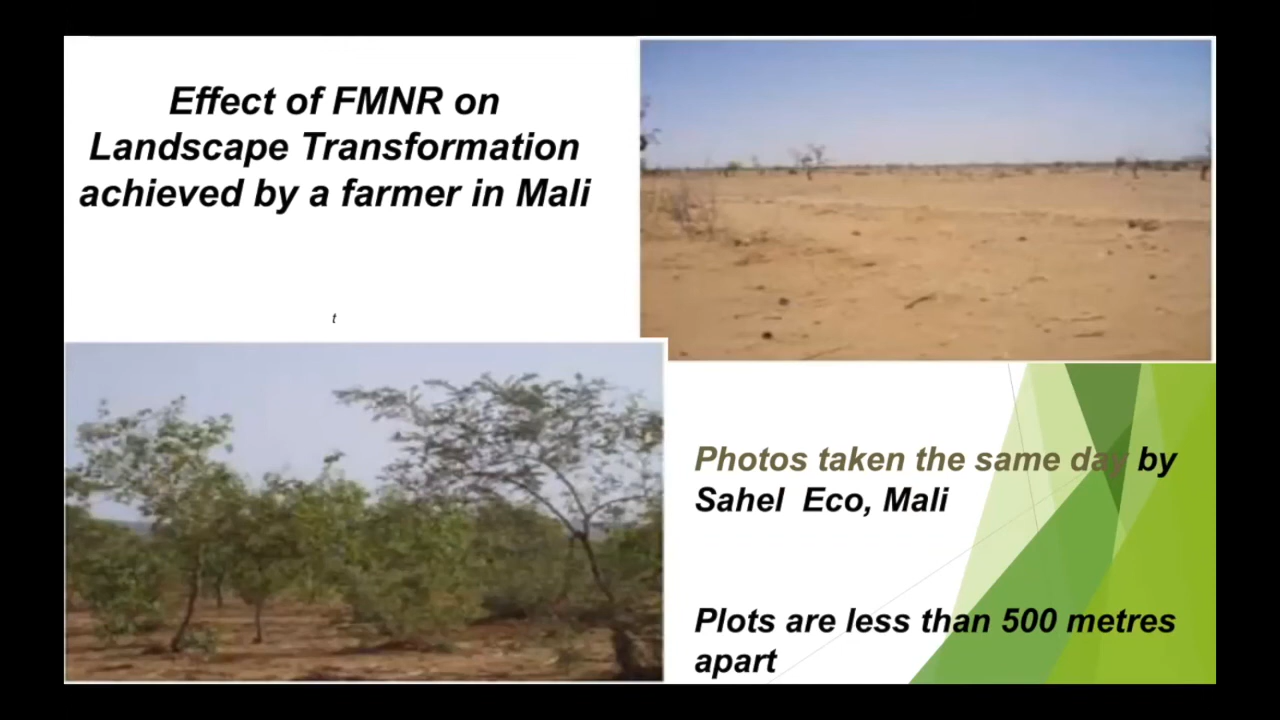 Effect of FMNR on
Landscape Transformation
achieved by a farmer in Mali
t
Photos taken the same day by
Sahel Eco, Mali
Plots are less than 500 metres
apart